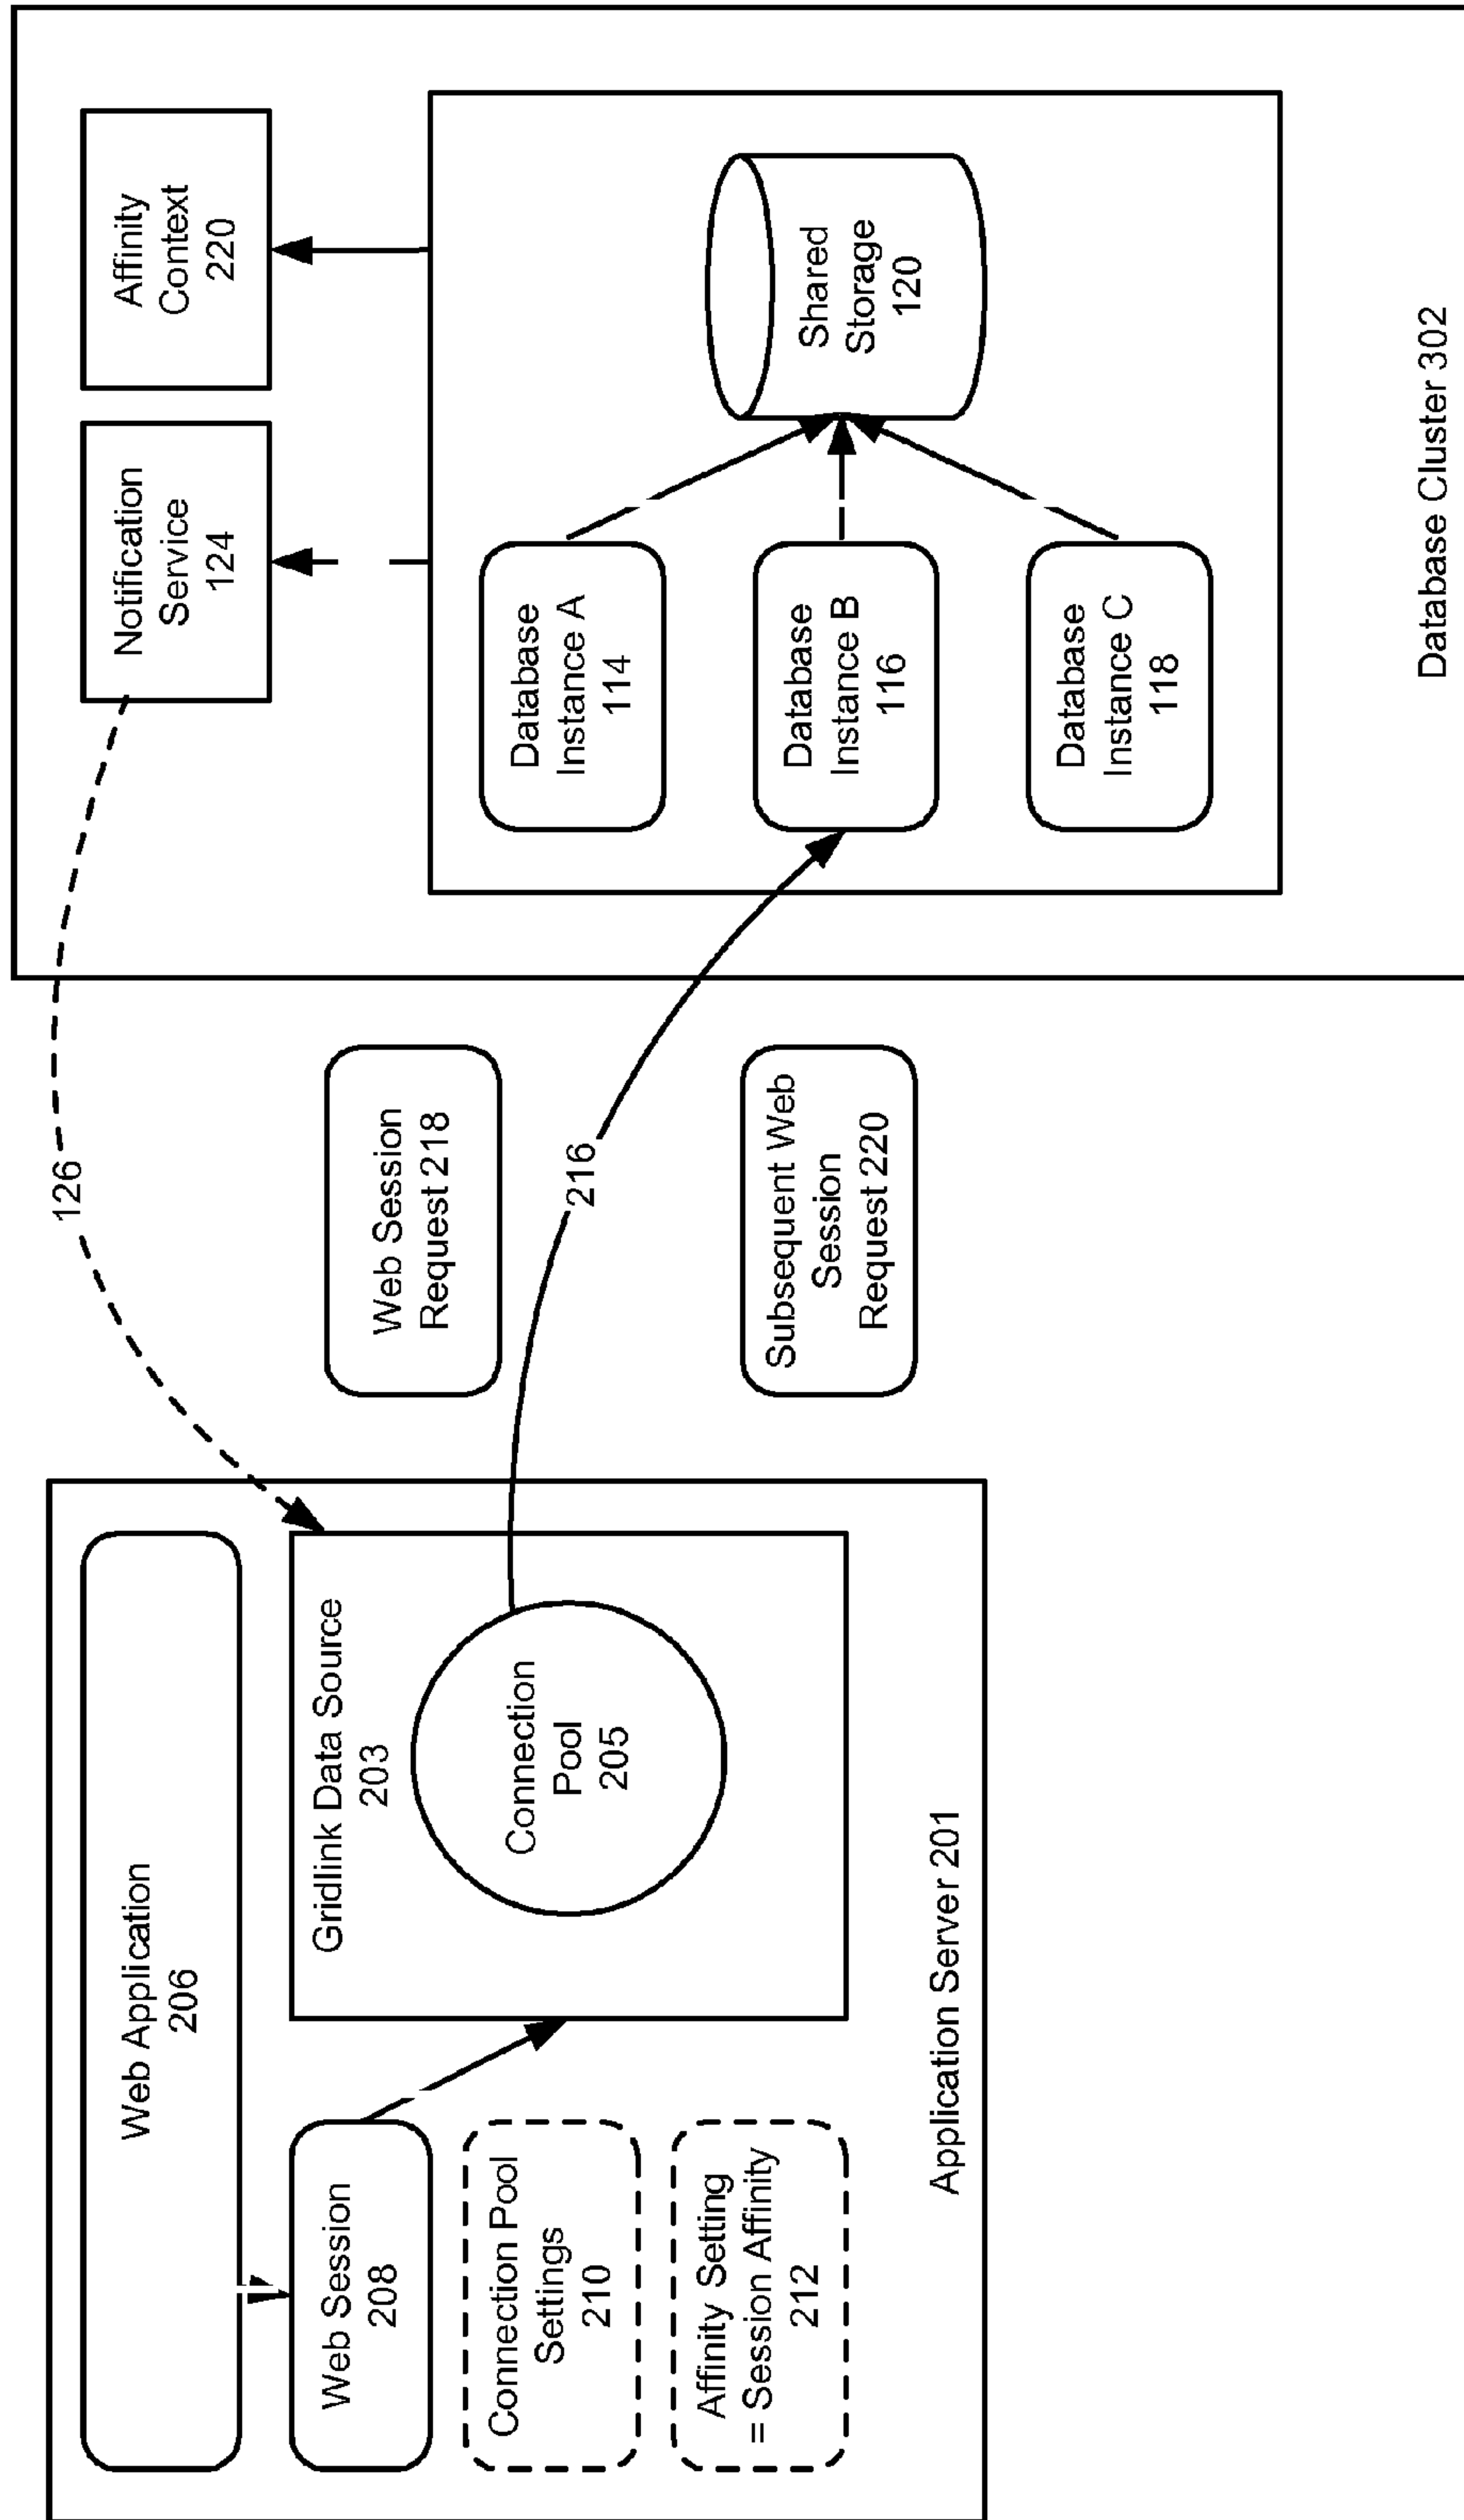 Web Application
206
Web Session
208
Connection Pool
Settings
210
Affinity Setting
= Session Affinity
212
Gridlink Data Source
203
Connection
Pool
205
Application Server 201
126
Web Session
Request 218
216
Subsequent Web
Session
Request 220
Notification
Service
124
Affinity
Context
220
Database
Instance A
114
Database
Instance B
116
Database
Instance C
118
Shared
Storage
120
Database Cluster 302